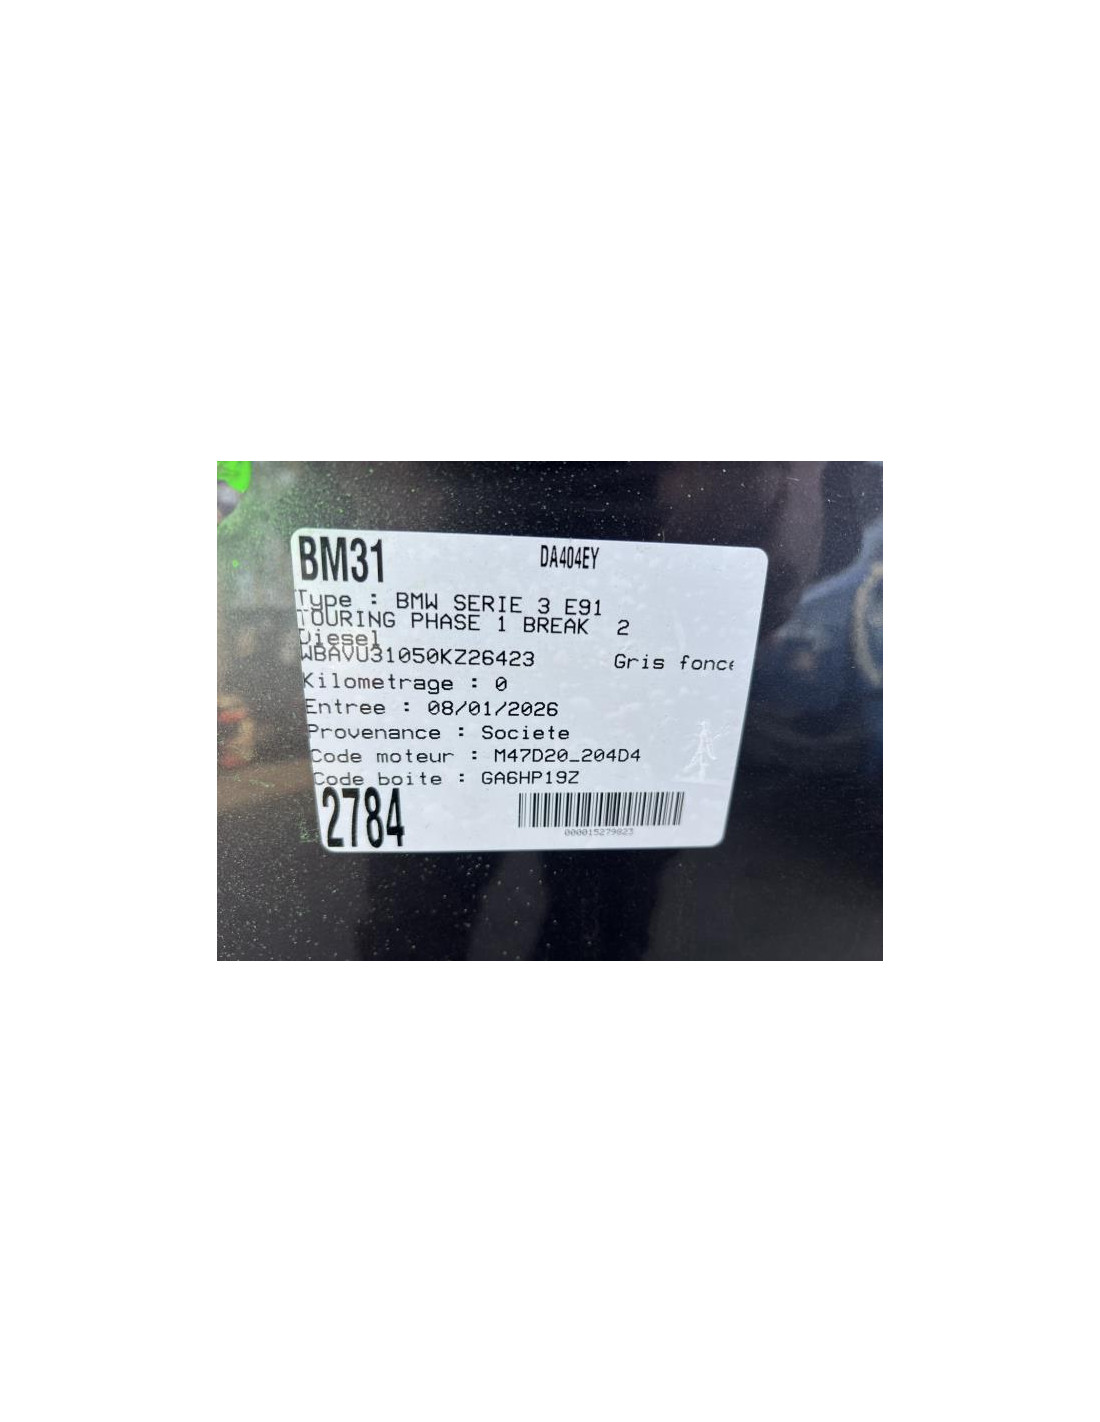 BM31 DA404EY
Type : BMW SERIE 3 E91
TOURING PHASE 1 BREAK 2
Diesel
WBAVU31050KZ26423 Gris fonce
Kilometrage : 0
Entree : 08/01/2026
Provenance : Societe
Code moteur : M47D20_204D4
Code boite : GA6HP19Z
2784
000015279823